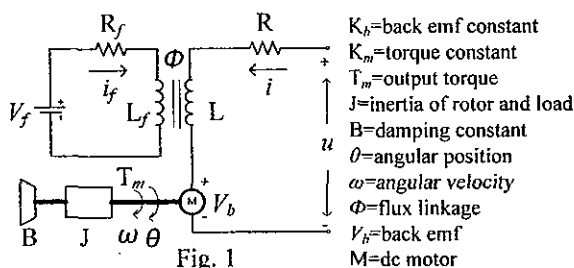 R_f
R
Φ
i_f
i
V_f
L_f
L
u
+
-
T_m
+
M
-
V_b
B
J
ω
θ
Fig. 1
K_b=back emf constant
K_m=torque constant
T_m=output torque
J=inertia of rotor and load
B=damping constant
θ=angular position
ω=angular velocity
Φ=flux linkage
V_b=back emf
M=dc motor